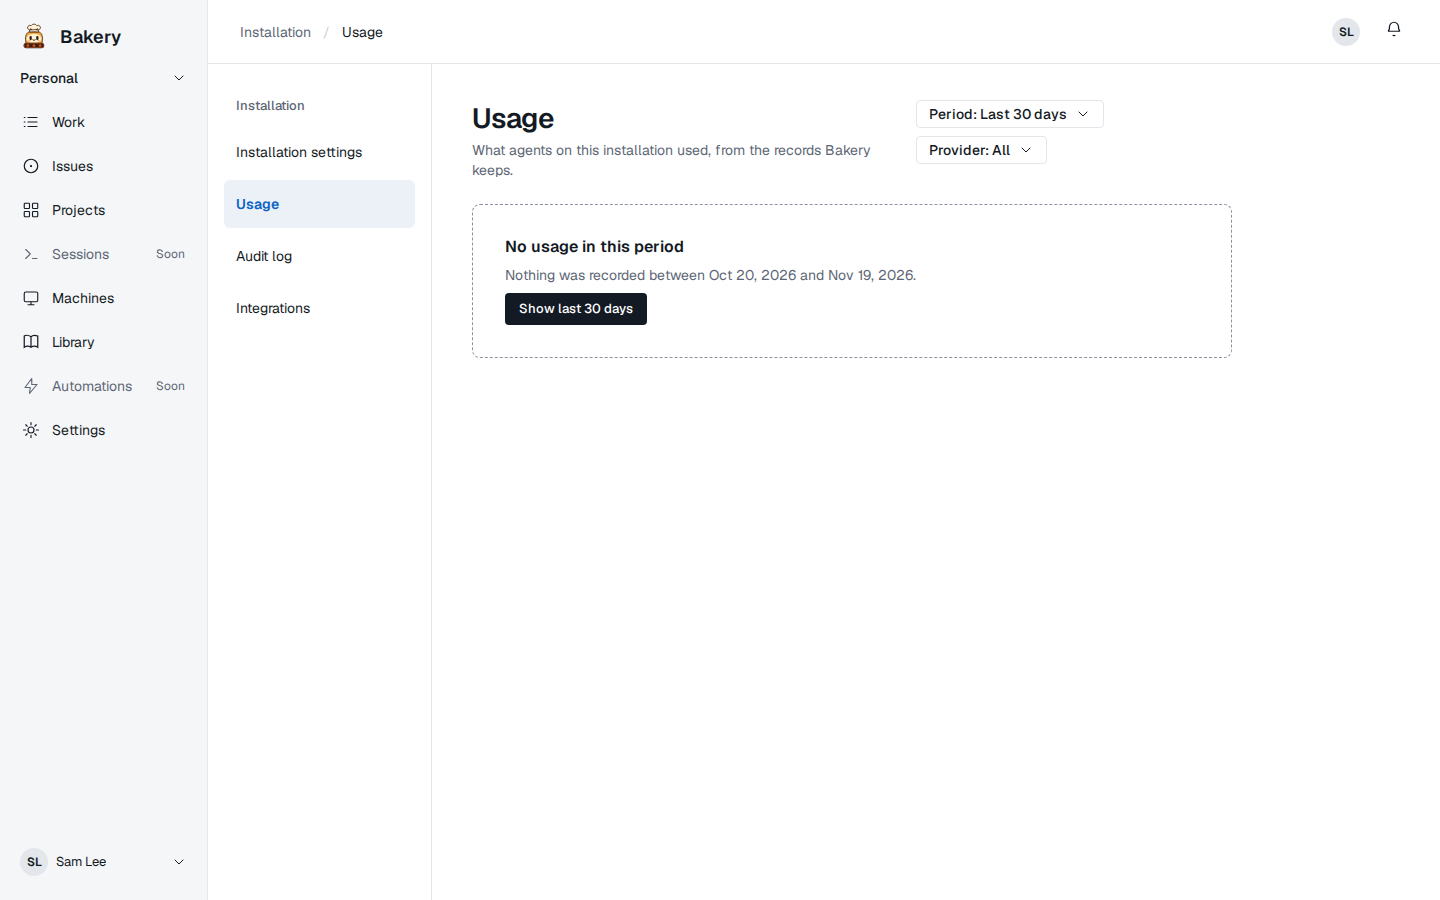 Bakery
Personal
Work
Issues
Projects
Sessions Soon
Machines
Library
Automations Soon
Settings
SL Sam Lee
Installation / Usage
SL
Installation
Installation settings
Usage
Audit log
Integrations
Usage
What agents on this installation used, from the records Bakery
keeps.
Period: Last 30 days
Provider: All
No usage in this period
Nothing was recorded between Oct 20, 2026 and Nov 19, 2026.
Show last 30 days